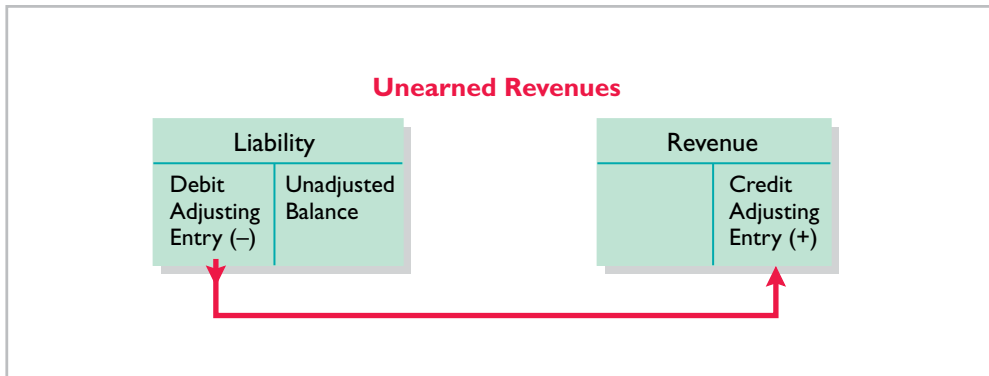 Unearned Revenues
Liability
Debit
Adjusting
Entry (–)
Unadjusted
Balance
Revenue
Credit
Adjusting
Entry (+)